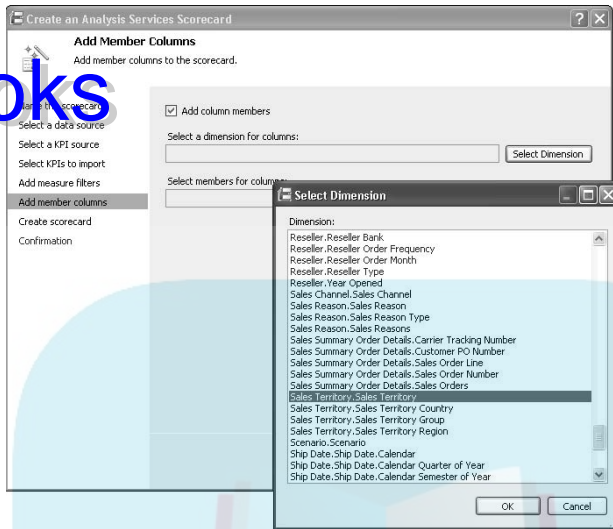 Create an Analysis Services Scorecard
Add Member Columns
Add member columns to the scorecard.
oks
Select a data source
Select a KPI source
Select KPIs to import
Add measure filters
Add member columns
Create scorecard
Confirmation
Add column members
Select a dimension for columns:
Select Dimension
Select members for columns:
Select Dimension
Dimension:
Reseller.Reseller Bank
Reseller.Reseller Order Frequency
Reseller.Reseller Order Month
Reseller.Reseller Type
Reseller.Year Opened
Sales Channel.Sales Channel
Sales Reason.Sales Reason
Sales Reason.Sales Reason Type
Sales Reason.Sales Reasons
Sales Summary Order Details.Carrier Tracking Number
Sales Summary Order Details.Customer PO Number
Sales Summary Order Details.Sales Order Line
Sales Summary Order Details.Sales Order Number
Sales Summary Order Details.Sales Orders
Sales Territory.Sales Territory
Sales Territory.Sales Territory Country
Sales Territory.Sales Territory Group
Sales Territory.Sales Territory Region
Scenario.Scenario
Ship Date.Ship Date.Calendar
Ship Date.Ship Date.Calendar Quarter of Year
Ship Date.Ship Date.Calendar Semester of Year
OK
Cancel